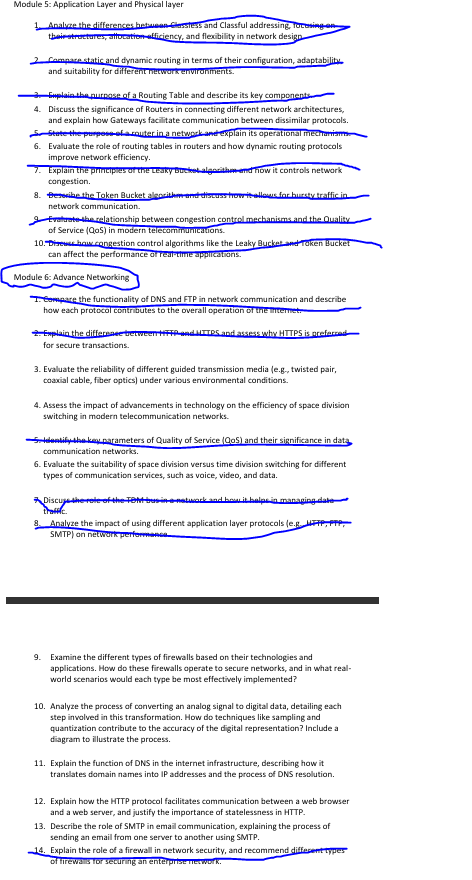 Module 5: Application Layer and Physical layer
1. Analyze the differences between Classless and Classful addressing, focusing on
their structures, allocation efficiency, and flexibility in network design.
2. Compare static and dynamic routing in terms of their configuration, adaptability,
and suitability for different network environments.
3. Explain the purpose of a Routing Table and describe its key components.
4. Discuss the significance of Routers in connecting different network architectures,
and explain how Gateways facilitate communication between dissimilar protocols.
5. State the purpose of a router in a network and explain its operational mechanisms.
6. Evaluate the role of routing tables in routers and how dynamic routing protocols
improve network efficiency.
7. Explain the principles of the Leaky Bucket algorithm and how it controls network
congestion.
8. Describe the Token Bucket algorithm and discuss how it allows for bursty traffic in
network communication.
9. Evaluate the relationship between congestion control mechanisms and the Quality
of Service (QoS) in modern telecommunications.
10. Discuss how congestion control algorithms like the Leaky Bucket and Token Bucket
can affect the performance of real-time applications.
Module 6: Advance Networking
1. Compare the functionality of DNS and FTP in network communication and describe
how each protocol contributes to the overall operation of the internet.
2. Explain the difference between HTTP and HTTPS and assess why HTTPS is preferred
for secure transactions.
3. Evaluate the reliability of different guided transmission media (e.g., twisted pair,
coaxial cable, fiber optics) under various environmental conditions.
4. Assess the impact of advancements in technology on the efficiency of space division
switching in modern telecommunication networks.
5. Identify the key parameters of Quality of Service (QoS) and their significance in data
communication networks.
6. Evaluate the suitability of space division versus time division switching for different
types of communication services, such as voice, video, and data.
7. Discuss the role of the TDM bus in a network and how it helps in managing data
traffic.
8. Analyze the impact of using different application layer protocols (e.g., HTTP, FTP,
SMTP) on network performance.
9. Examine the different types of firewalls based on their technologies and
applications. How do these firewalls operate to secure networks, and in what real-
world scenarios would each type be most effectively implemented?
10. Analyze the process of converting an analog signal to digital data, detailing each
step involved in this transformation. How do techniques like sampling and
quantization contribute to the accuracy of the digital representation? Include a
diagram to illustrate the process.
11. Explain the function of DNS in the internet infrastructure, describing how it
translates domain names into IP addresses and the process of DNS resolution.
12. Explain how the HTTP protocol facilitates communication between a web browser
and a web server, and justify the importance of statelessness in HTTP.
13. Describe the role of SMTP in email communication, explaining the process of
sending an email from one server to another using SMTP.
14. Explain the role of a firewall in network security, and recommend different types
of firewalls for securing an enterprise network.